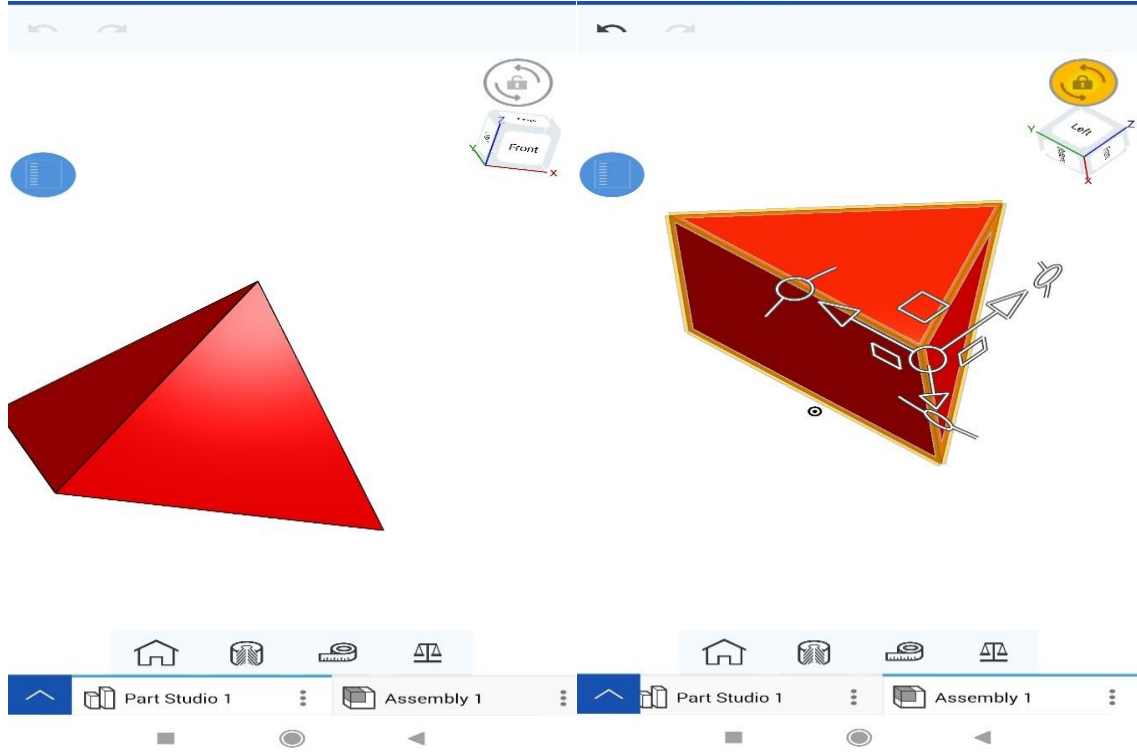 Z
Y
Front
X
Y
Left
Z
X
Part Studio 1
Assembly 1
Part Studio 1
Assembly 1